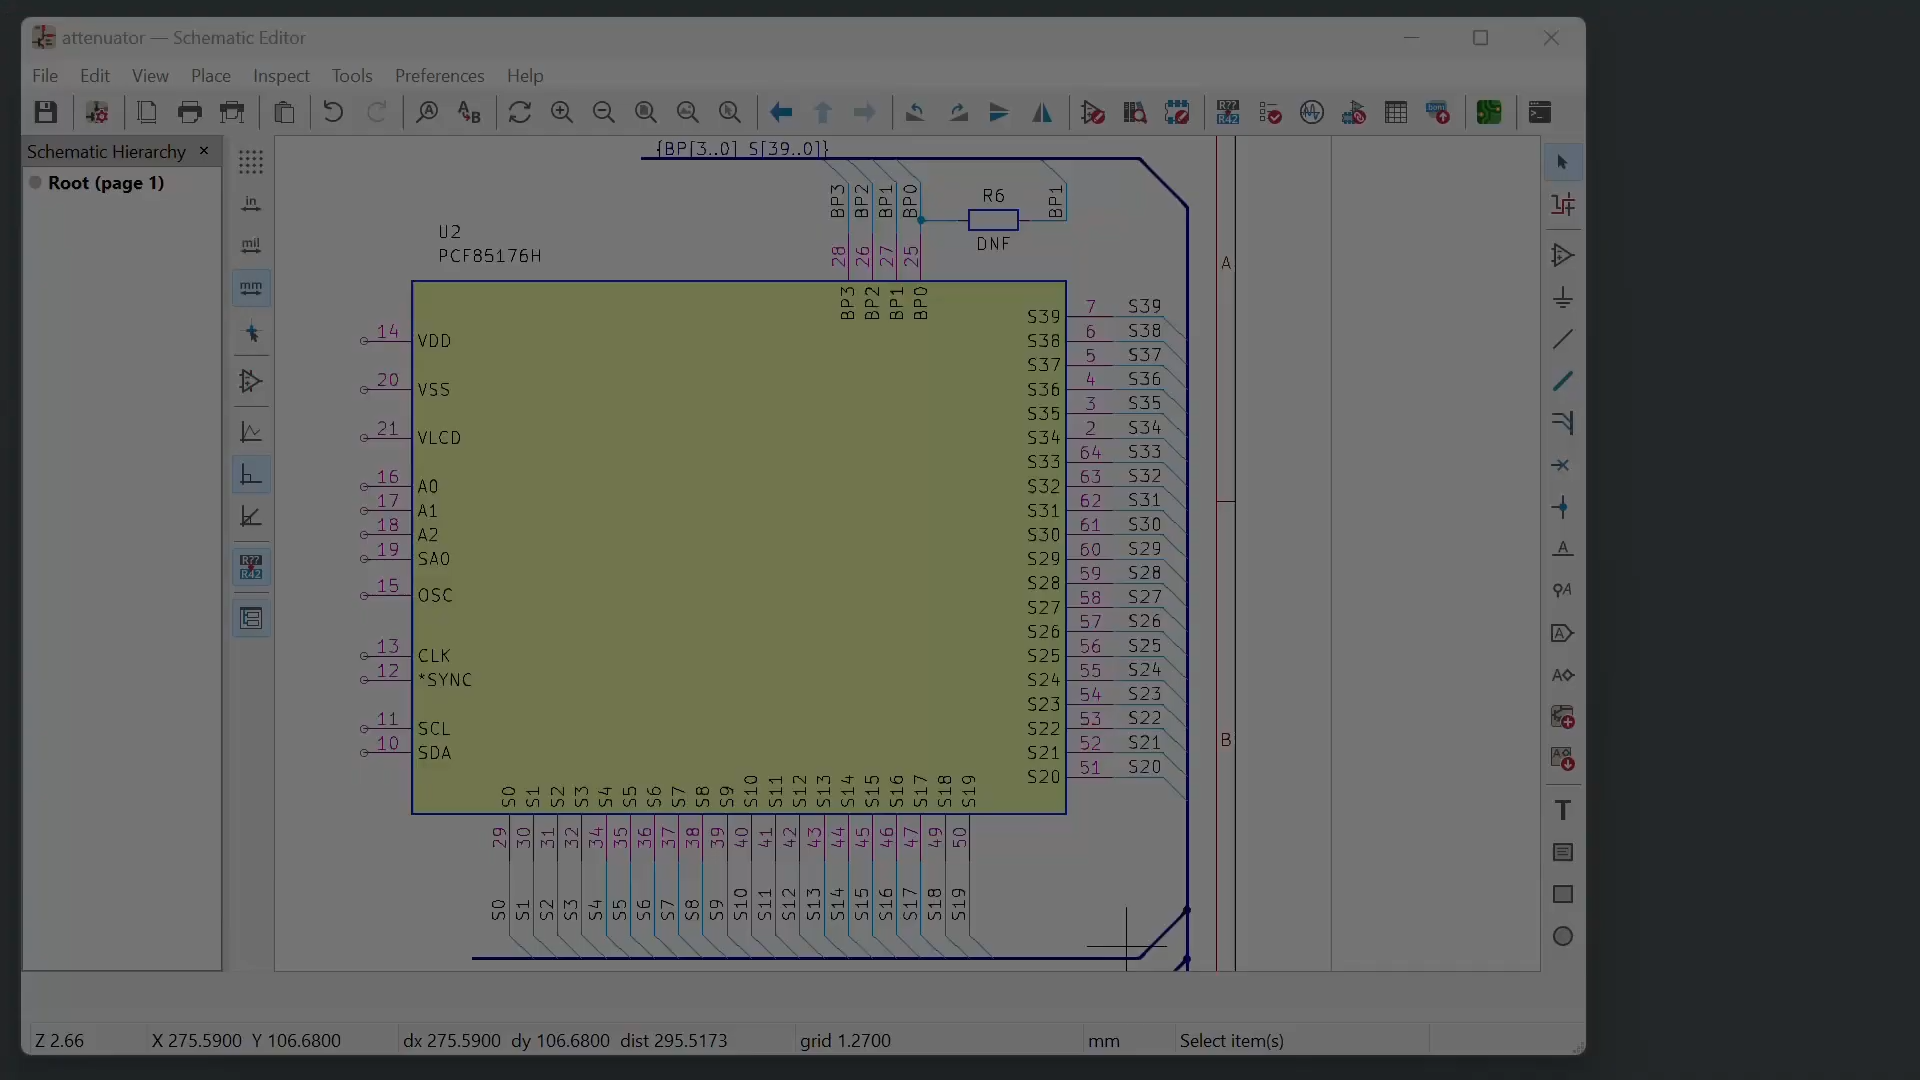 attenuator — Schematic Editor
File Edit View Place Inspect Tools Preferences Help
Schematic Hierarchy ×
Root (page 1)
in
mil
mm
R??
R42
{BP[3..0] S[39..0]}
BP3 BP2 BP1 BP0 BP1
R6
DNF
U2
PCF85176H
28 26 27 25
BP3 BP2 BP1 BP0
14 VDD
20 VSS
21 VLCD
16 A0
17 A1
18 A2
19 SA0
15 OSC
13 CLK
12 *SYNC
11 SCL
10 SDA
S39 7 S39
S38 6 S38
S37 5 S37
S36 4 S36
S35 3 S35
S34 2 S34
S33 64 S33
S32 63 S32
S31 62 S31
S30 61 S30
S29 60 S29
S28 59 S28
S27 58 S27
S26 57 S26
S25 56 S25
S24 55 S24
S23 54 S23
S22 53 S22
S21 52 S21
S20 51 S20
S0 S1 S2 S3 S4 S5 S6 S7 S8 S9 S10 S11 S12 S13 S14 S15 S16 S17 S18 S19
29 30 31 32 34 35 36 37 38 39 40 41 42 43 44 45 46 47 49 50
S0 S1 S2 S3 S4 S5 S6 S7 S8 S9 S10 S11 S12 S13 S14 S15 S16 S17 S18 S19
A
B
Z 2.66 X 275.5900 Y 106.6800 dx 275.5900 dy 106.6800 dist 295.5173 grid 1.2700 mm Select item(s)